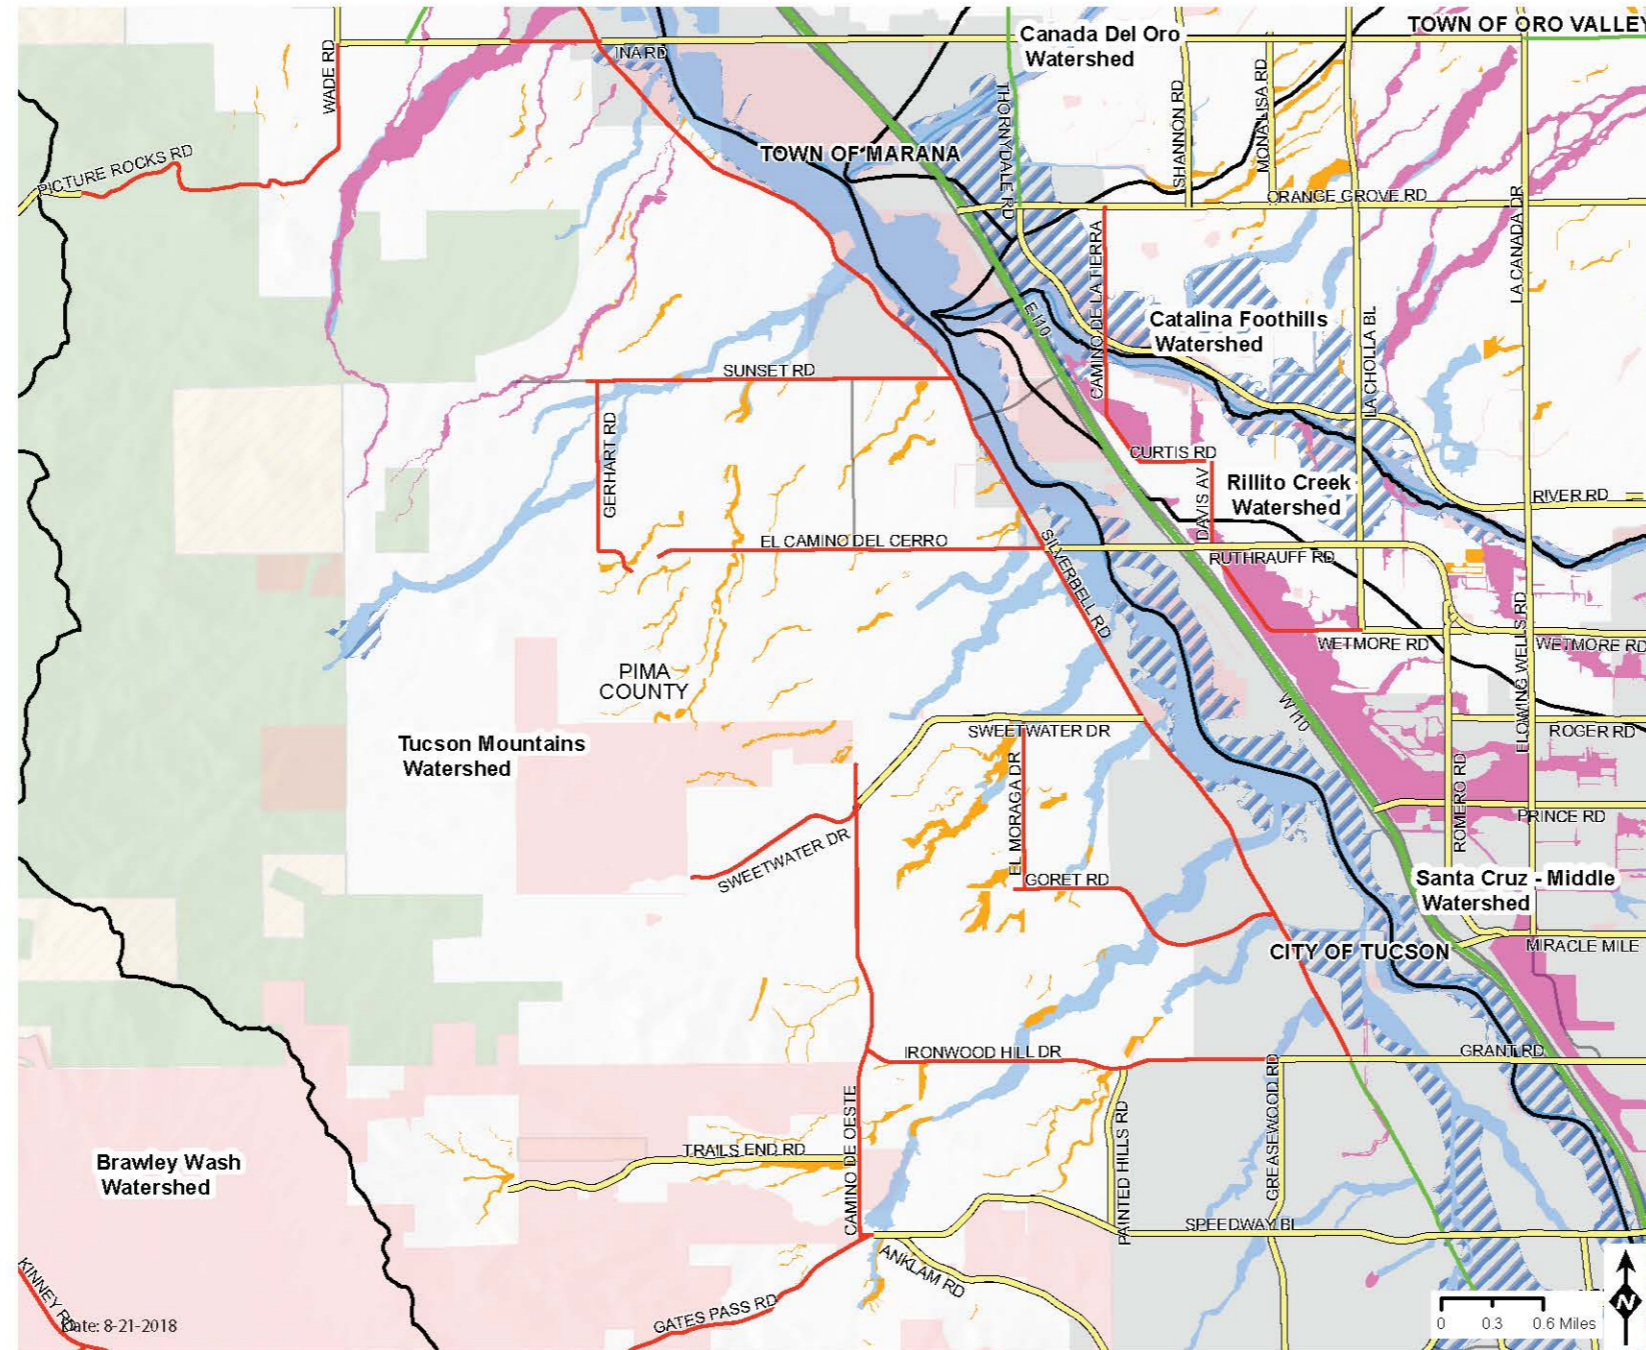 TOWN OF ORO VALLEY
Canada Del Oro
Watershed
INA RD
WADE RD
THORNYDALE RD
SHANNON RD
MONA LISA RD
PICTURE ROCKS RD
TOWN OF MARANA
ORANGE GROVE RD
LA CANADA DR
CAMINO DE LA TIERRA
E I10
Catalina Foothills
Watershed
LA CHOLLA BL
SUNSET RD
GERHART RD
CURTIS RD
DAVIS AV
Rillito Creek
Watershed
RIVER RD
EL CAMINO DEL CERRO
SILVERBELL RD
RUTHRAUFF RD
WETMORE RD
WETMORE RD
FLOWING WELLS RD
PIMA
COUNTY
W I10
Tucson Mountains
Watershed
SWEETWATER DR
ROGER RD
EL MORAGA DR
ROMERO RD
PRINCE RD
SWEETWATER DR
GORET RD
Santa Cruz - Middle
Watershed
CITY OF TUCSON
MIRACLE MILE
IRONWOOD HILL DR
GRANT RD
CAMINO DE OESTE
PAINTED HILLS RD
GREASEWOOD RD
TRAILS END RD
Brawley Wash
Watershed
SPEEDWAY Bl
ANKLAM RD
KINNEY RD
GATES PASS RD
Date: 8-21-2018
N
0 0.3 0.6 Miles